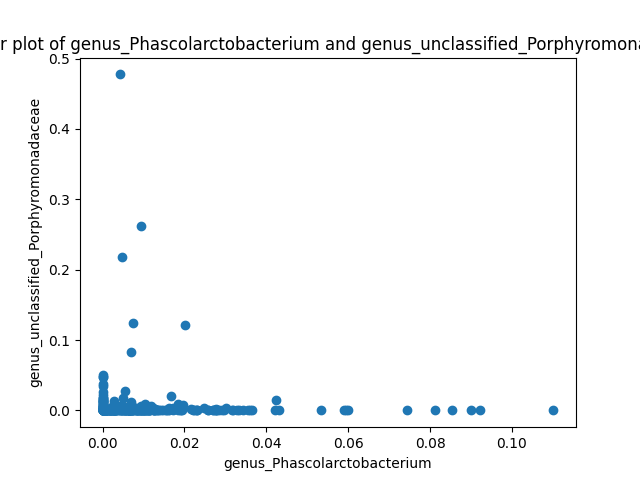 r plot of genus_Phascolarctobacterium and genus_unclassified_Porphyromona
genus_unclassified_Porphyromonadaceae
0.5
0.4
0.3
0.2
0.1
0.0
0.00 0.02 0.04 0.06 0.08 0.10
genus_Phascolarctobacterium